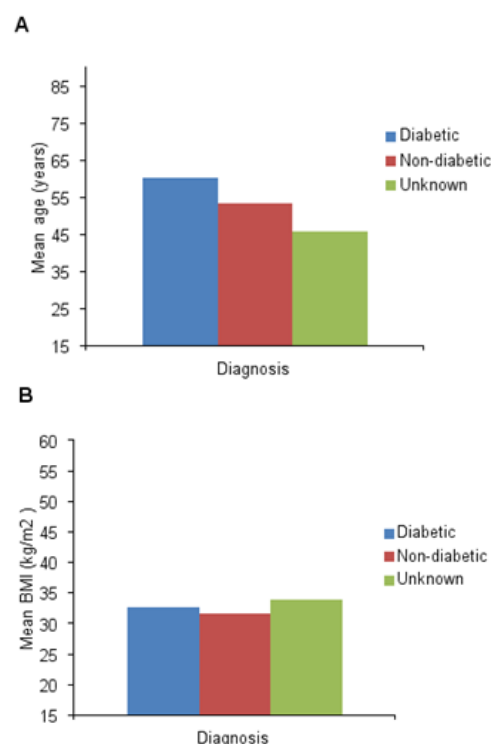 A
Mean age (years)
85
75
65
55
45
35
25
15
Diabetic
Non-diabetic
Unknown
Diagnosis
B
Mean BMI (kg/m2 )
60
55
50
45
40
35
30
25
20
15
Diabetic
Non-diabetic
Unknown
Diagnosis